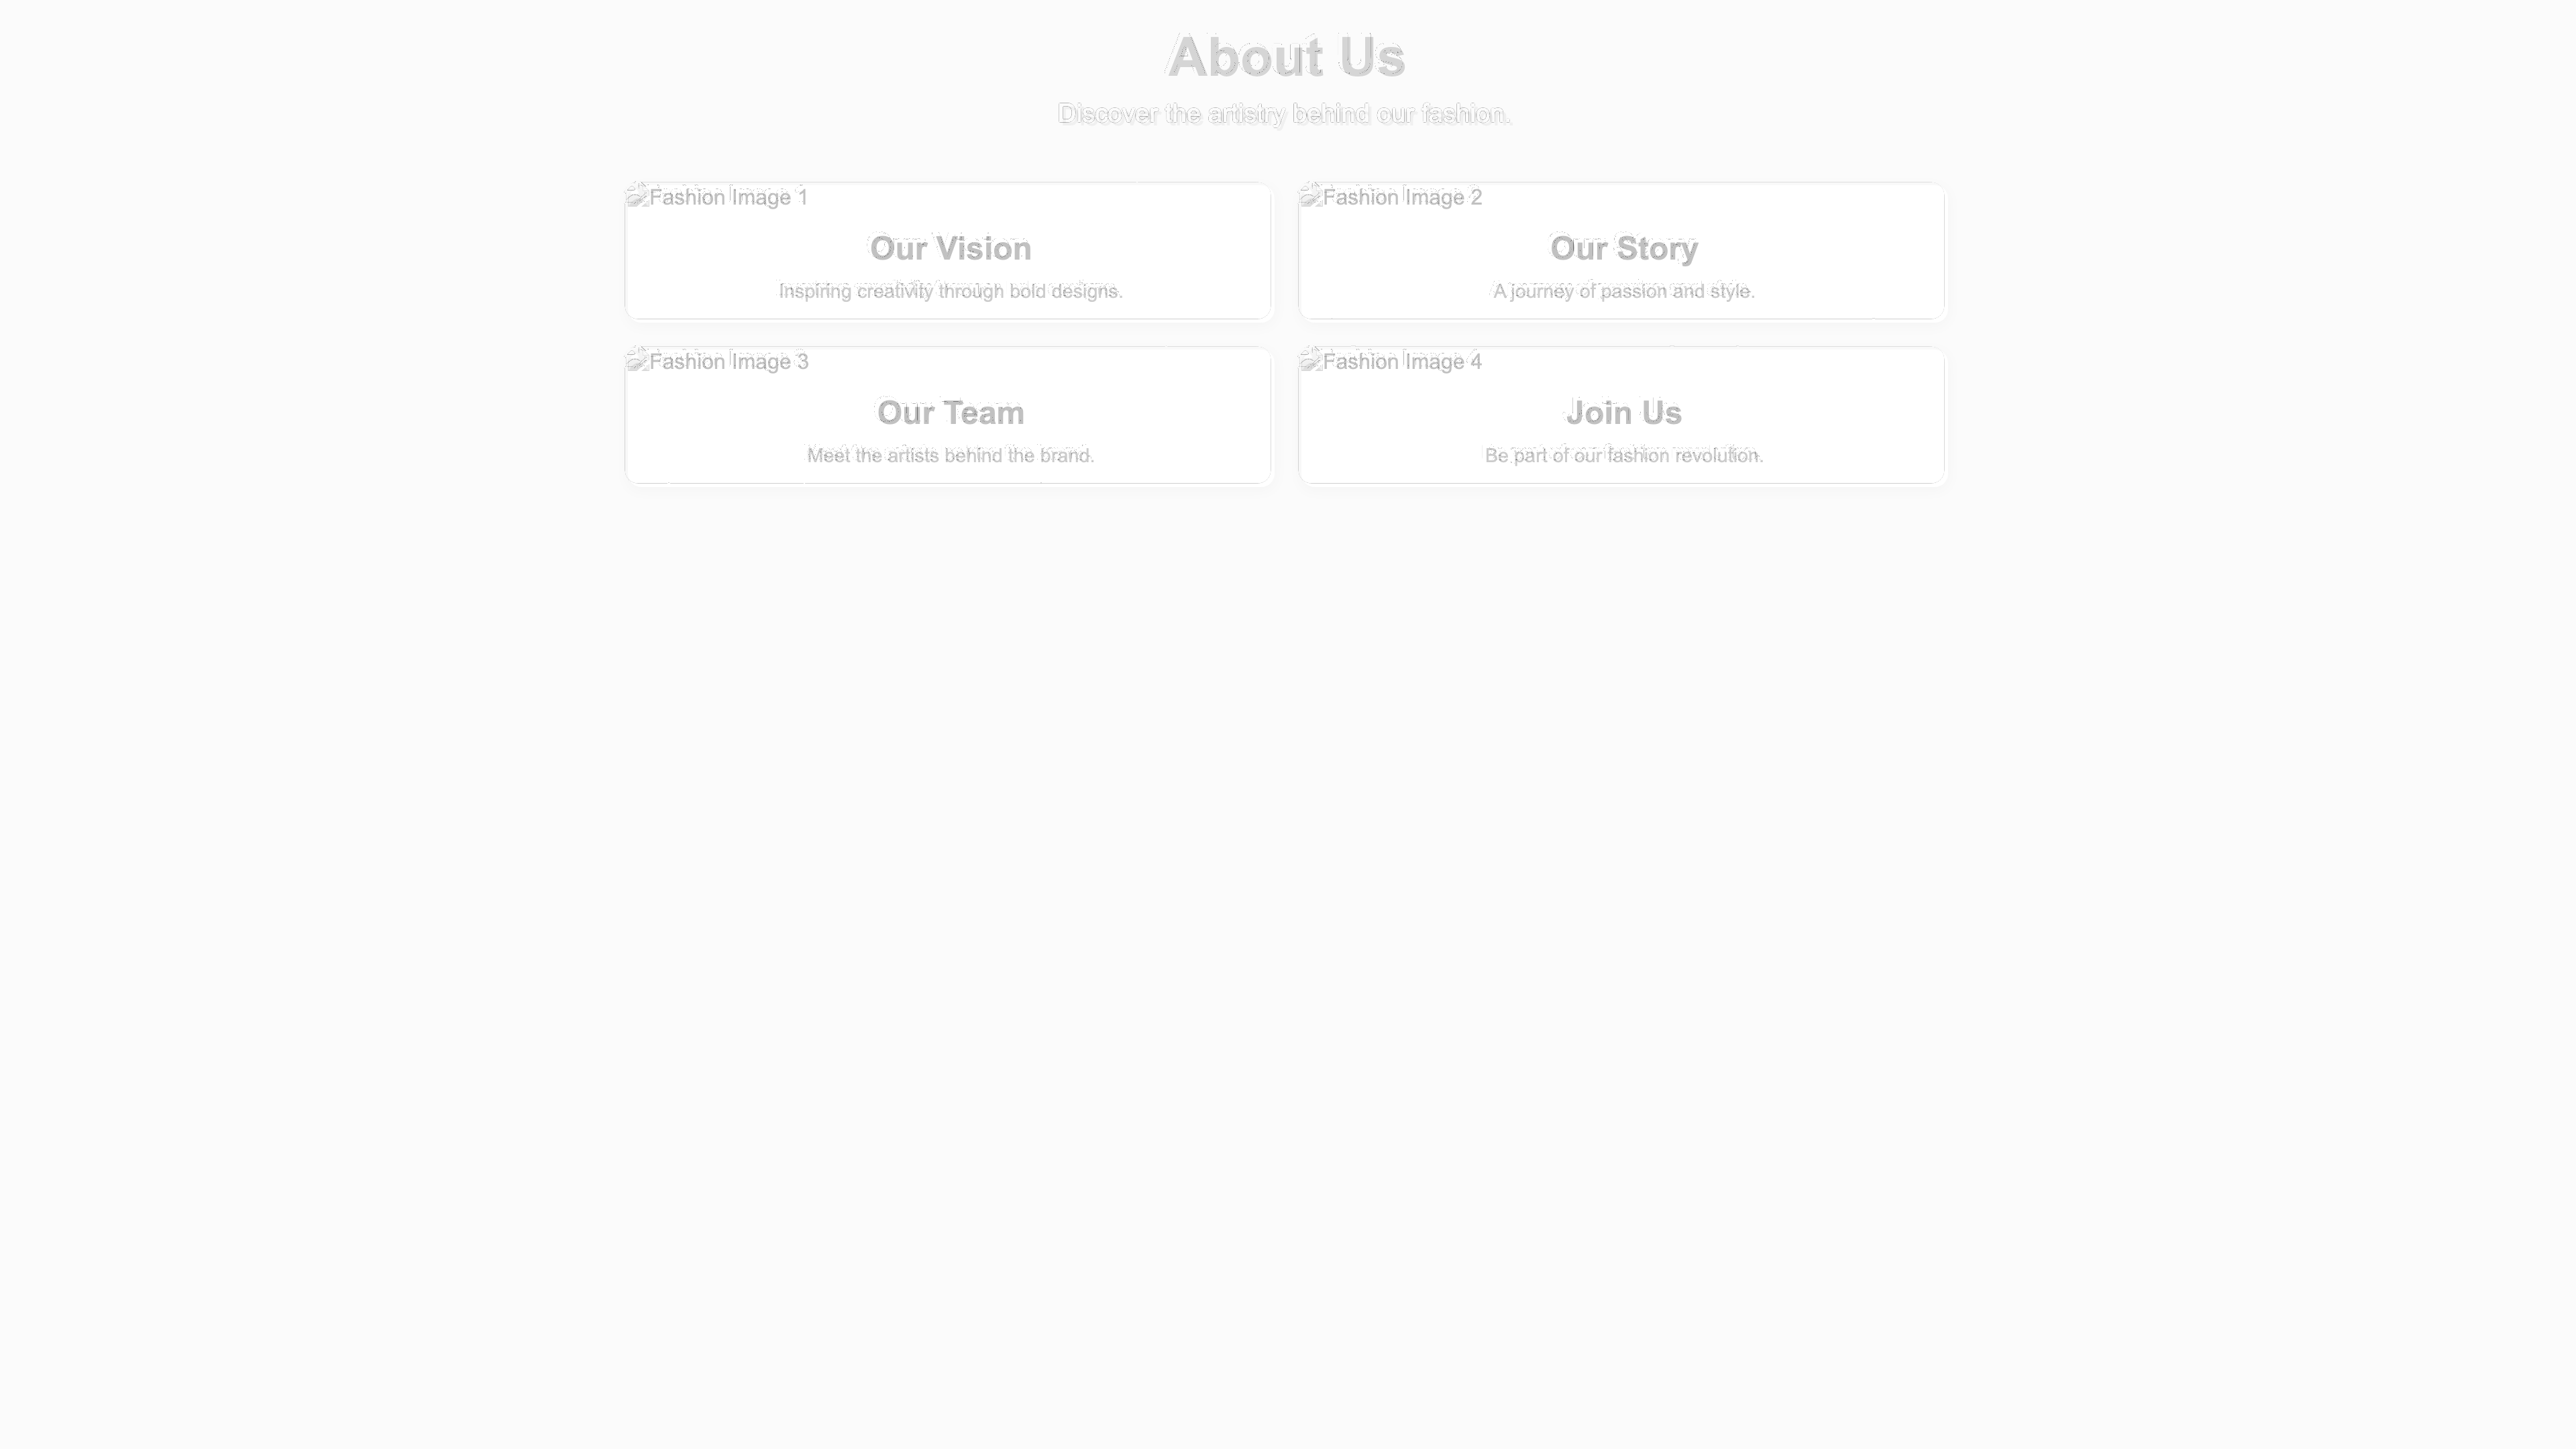 About Us
Discover the artistry behind our fashion.
Fashion Image 1
Our Vision
Inspiring creativity through bold designs.
Fashion Image 2
Our Story
A journey of passion and style.
Fashion Image 3
Our Team
Meet the artists behind the brand.
Fashion Image 4
Join Us
Be part of our fashion revolution.